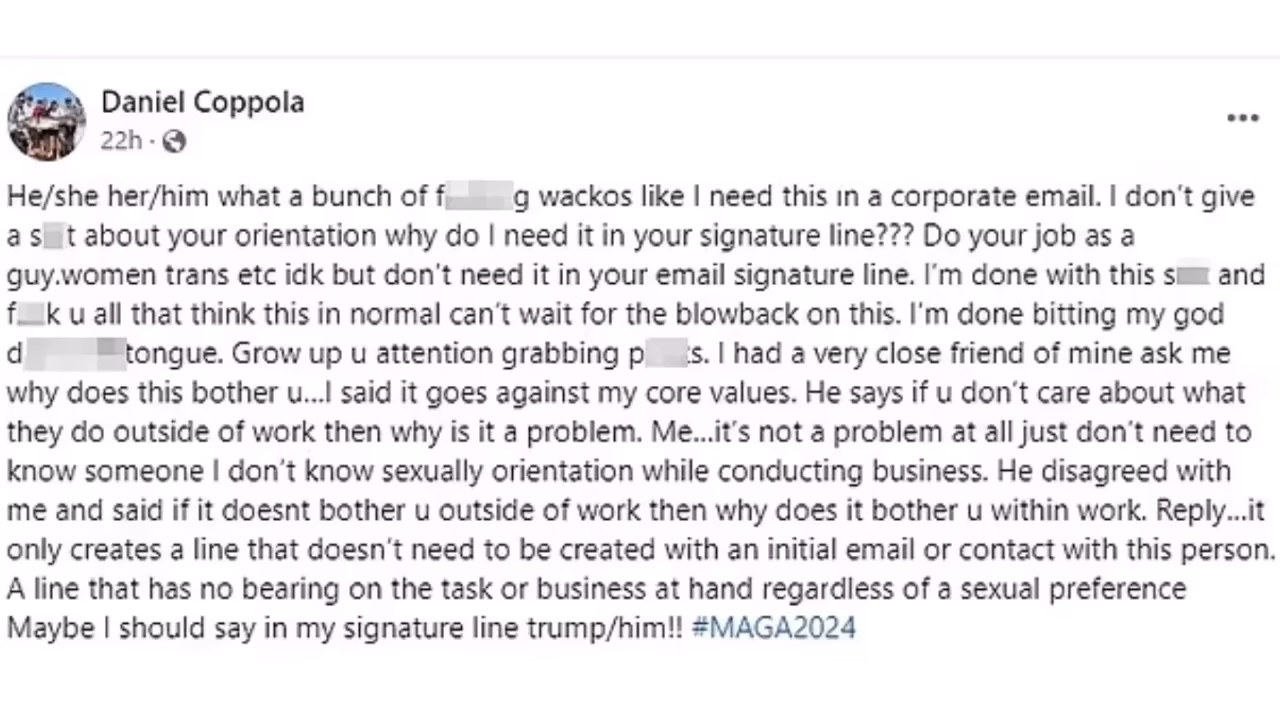 Daniel Coppola
22h ·
He/she her/him what a bunch of f g wackos like I need this in a corporate email. I don't give
a s t about your orientation why do I need it in your signature line??? Do your job as a
guy.women trans etc idk but don't need it in your email signature line. I'm done with this s and
f k u all that think this in normal can't wait for the blowback on this. I'm done bitting my god
d tongue. Grow up u attention grabbing p s. I had a very close friend of mine ask me
why does this bother u...I said it goes against my core values. He says if u don't care about what
they do outside of work then why is it a problem. Me...it's not a problem at all just don't need to
know someone I don't know sexually orientation while conducting business. He disagreed with
me and said if it doesnt bother u outside of work then why does it bother u within work. Reply...it
only creates a line that doesn't need to be created with an initial email or contact with this person.
A line that has no bearing on the task or business at hand regardless of a sexual preference
Maybe I should say in my signature line trump/him!! #MAGA2024